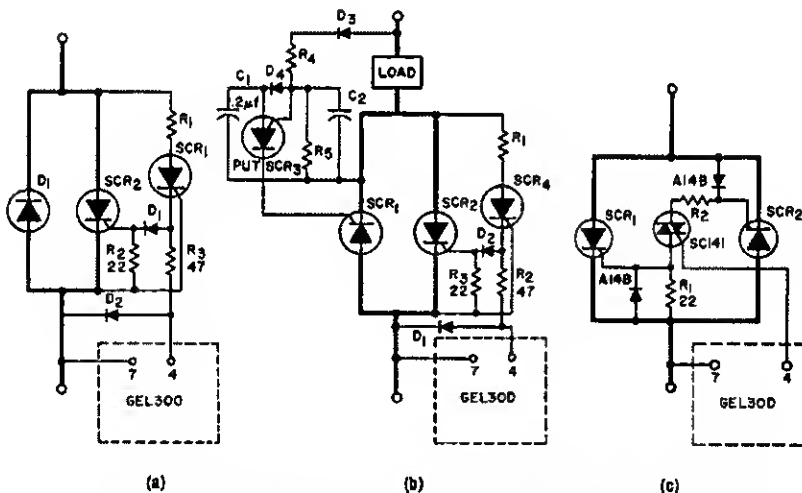 D1
SCR2
R1
SCR1
D1
R2
22
R3
47
D2
7
4
GEL300
(a)
D3
R4
LOAD
D4
C1
.2μf
C2
R5
PUT SCR3
SCR1
R1
SCR2
SCR4
D2
R3
22
R2
47
D1
7
4
GEL30D
(b)
A14B
R2
SCR1
SCR2
SC141
A14B
R1
22
7
4
GEL30D
(c)